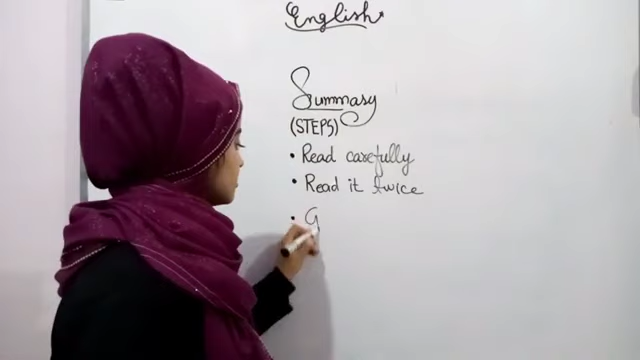 English
Summary
(STEPS)
• Read carefully
• Read it twice
• G